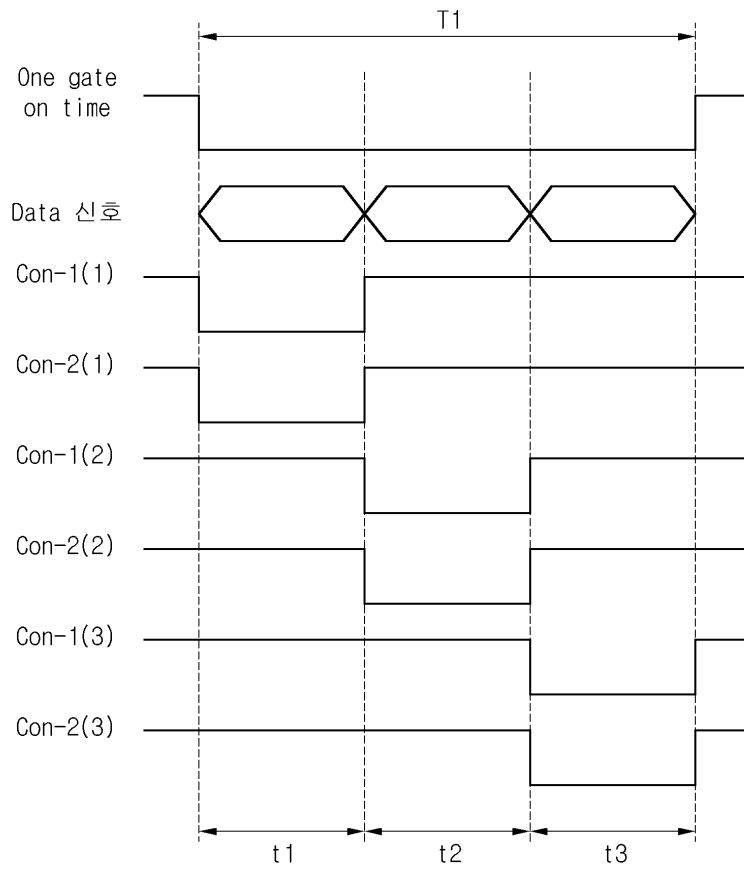 T1
One gate
on time
Data 신호
Con-1(1)
Con-2(1)
Con-1(2)
Con-2(2)
Con-1(3)
Con-2(3)
t1
t2
t3